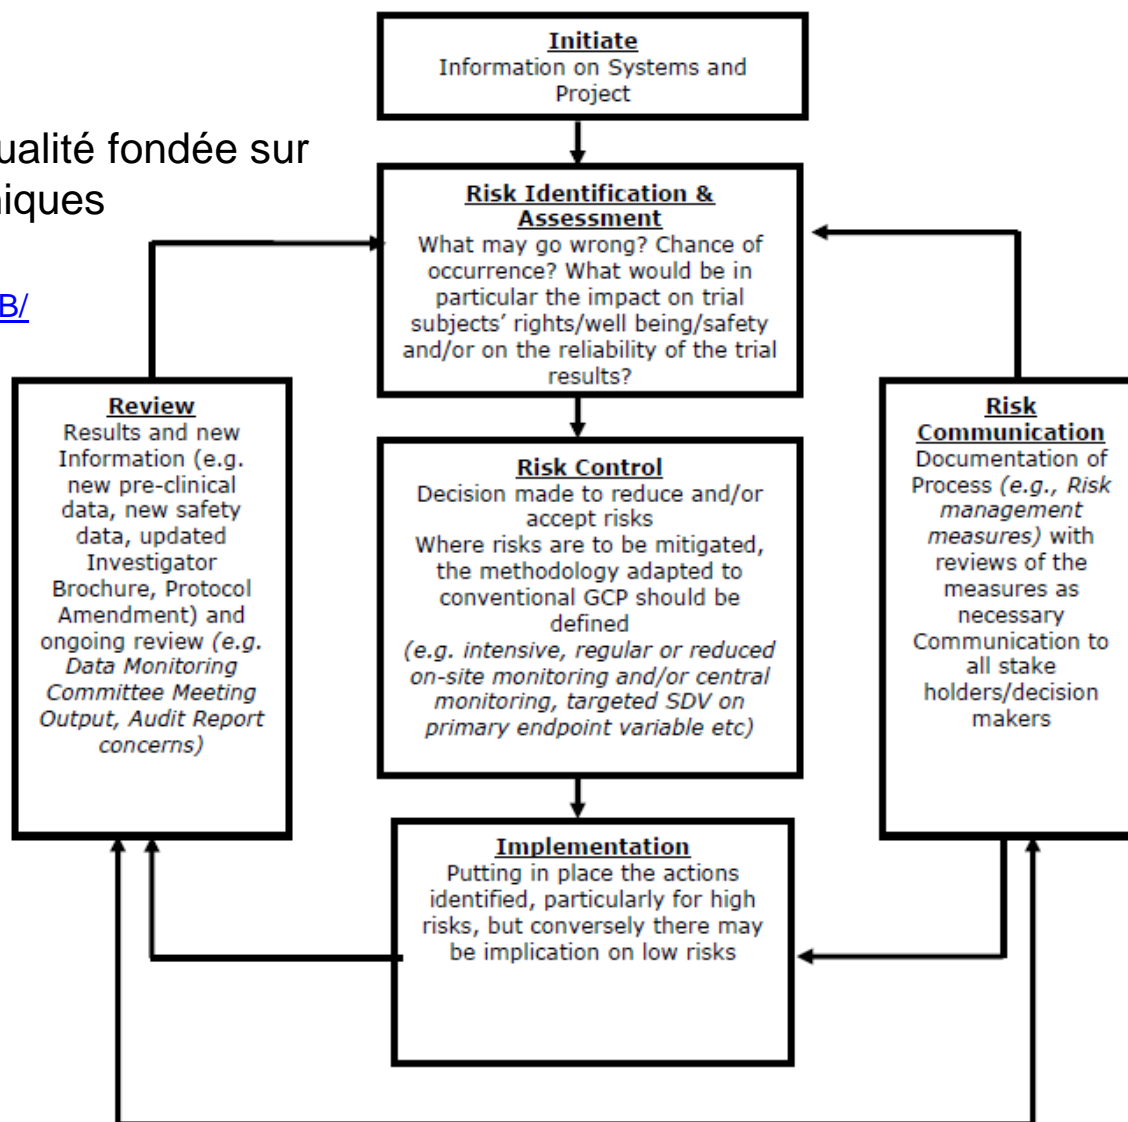 Initiate
Information on Systems and
Project
ualité fondée sur
niques
B/
Risk Identification &
Assessment
What may go wrong? Chance of
occurrence? What would be in
particular the impact on trial
subjects' rights/well being/safety
and/or on the reliability of the trial
results?
Review
Results and new
Information (e.g.
new pre-clinical
data, new safety
data, updated
Investigator
Brochure, Protocol
Amendment) and
ongoing review (e.g.
Data Monitoring
Committee Meeting
Output, Audit Report
concerns)
Risk Control
Decision made to reduce and/or
accept risks
Where risks are to be mitigated,
the methodology adapted to
conventional GCP should be
defined
(e.g. intensive, regular or reduced
on-site monitoring and/or central
monitoring, targeted SDV on
primary endpoint variable etc)
Risk
Communication
Documentation of
Process (e.g., Risk
management
measures) with
reviews of the
measures as
necessary
Communication to
all stake
holders/decision
makers
Implementation
Putting in place the actions
identified, particularly for high
risks, but conversely there may
be implication on low risks